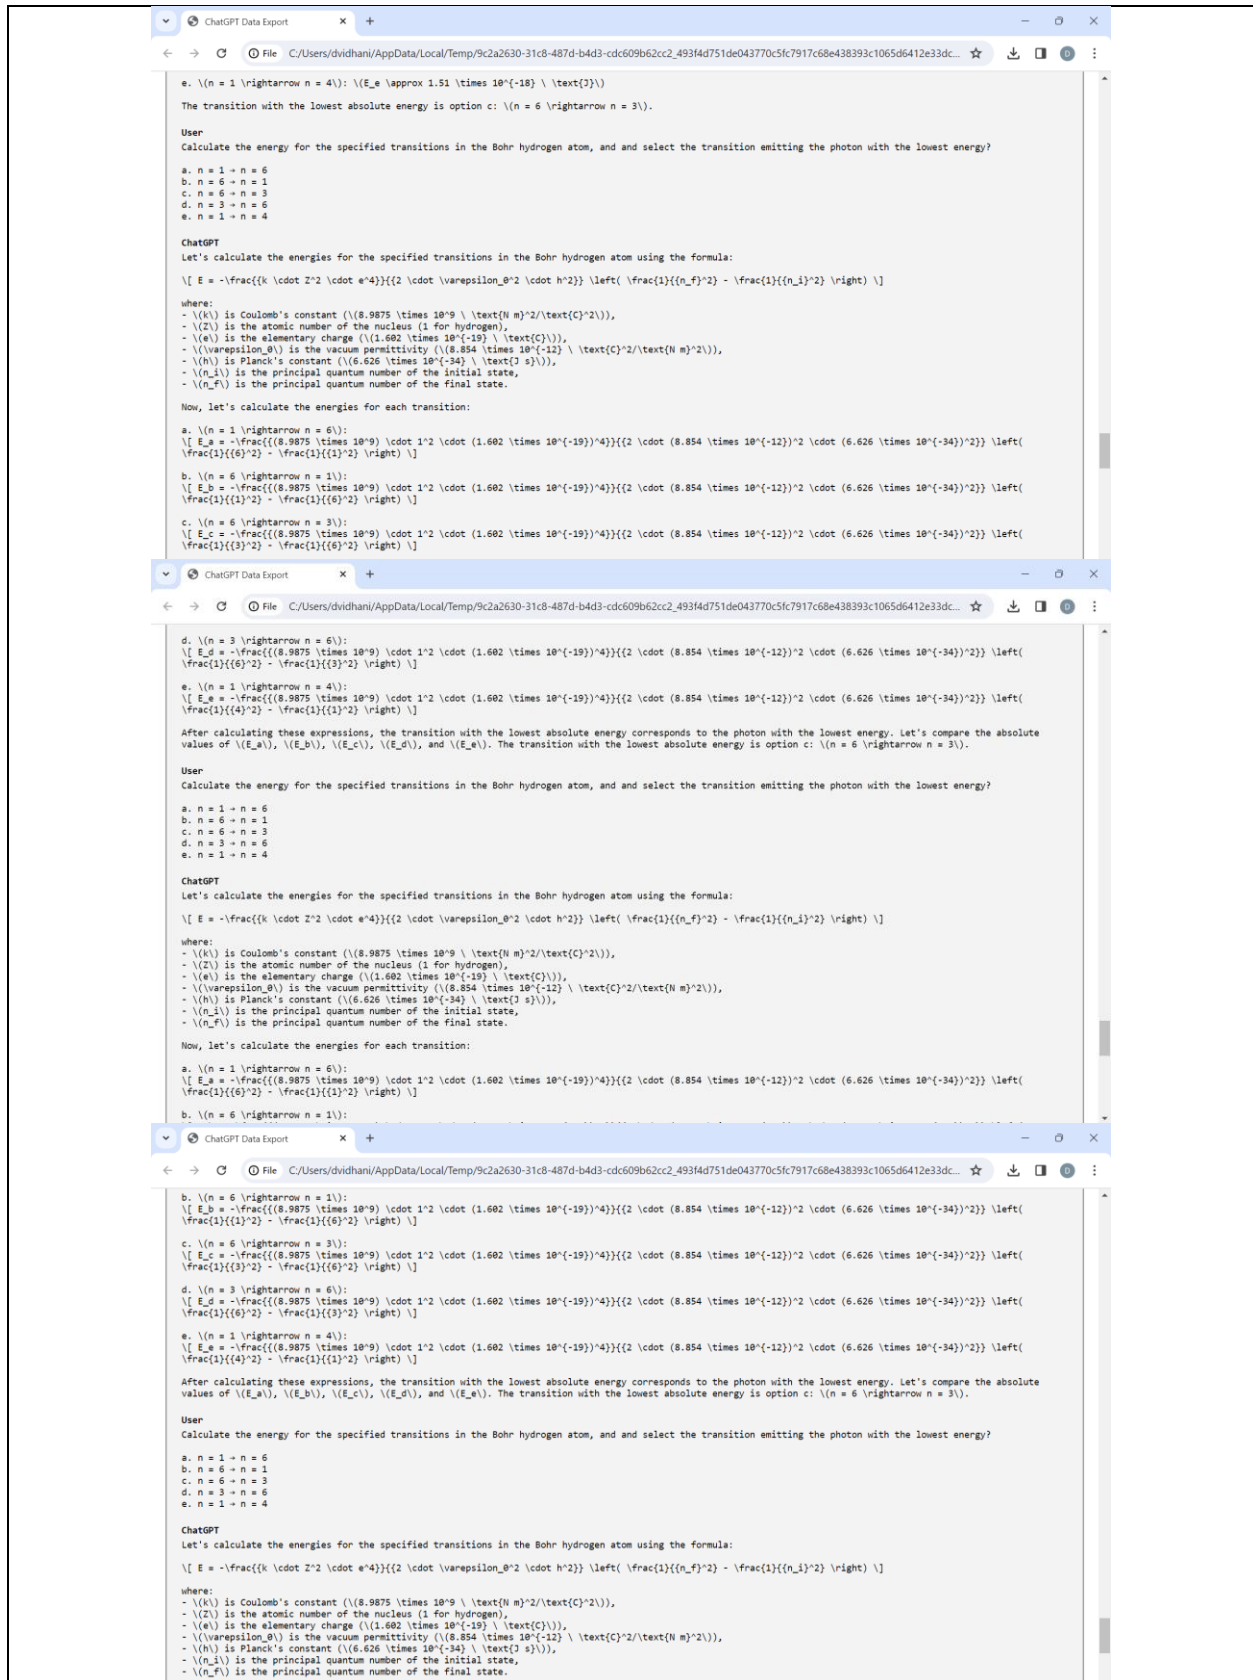 ChatGPT Data Export
File C:/Users/dvidhani/AppData/Local/Temp/9c2a2630-31c8-487d-b4d3-cdc609b62cc2_493f4d751de043770c5fc7917c68e438393c1065d6412e33dc...
e. \(n = 1 \rightarrow n = 4\): \(E_e \approx 1.51 \times 10^{-18} \ \text{J}\)
The transition with the lowest absolute energy is option c: \(n = 6 \rightarrow n = 3\).
User
Calculate the energy for the specified transitions in the Bohr hydrogen atom, and and select the transition emitting the photon with the lowest energy?
a. n = 1 → n = 6
b. n = 6 → n = 1
c. n = 6 → n = 3
d. n = 3 → n = 6
e. n = 1 → n = 4
ChatGPT
Let's calculate the energies for the specified transitions in the Bohr hydrogen atom using the formula:
\[ E = -\frac{{k \cdot Z^2 \cdot e^4}}{{2 \cdot \varepsilon_0^2 \cdot h^2}} \left( \frac{1}{{n_f}^2} - \frac{1}{{n_i}^2} \right) \]
where:
- \(k\) is Coulomb's constant (\(8.9875 \times 10^9 \ \text{N m}^2/\text{C}^2\)),
- \(Z\) is the atomic number of the nucleus (1 for hydrogen),
- \(e\) is the elementary charge (\(1.602 \times 10^{-19} \ \text{C}\)),
- \(\varepsilon_0\) is the vacuum permittivity (\(8.854 \times 10^{-12} \ \text{C}^2/\text{N m}^2\)),
- \(h\) is Planck's constant (\(6.626 \times 10^{-34} \ \text{J s}\)),
- \(n_i\) is the principal quantum number of the initial state,
- \(n_f\) is the principal quantum number of the final state.
Now, let's calculate the energies for each transition:
a. \(n = 1 \rightarrow n = 6\):
\[ E_a = -\frac{{(8.9875 \times 10^9) \cdot 1^2 \cdot (1.602 \times 10^{-19})^4}}{{2 \cdot (8.854 \times 10^{-12})^2 \cdot (6.626 \times 10^{-34})^2}} \left(
\frac{1}{{6}^2} - \frac{1}{{1}^2} \right) \]
b. \(n = 6 \rightarrow n = 1\):
\[ E_b = -\frac{{(8.9875 \times 10^9) \cdot 1^2 \cdot (1.602 \times 10^{-19})^4}}{{2 \cdot (8.854 \times 10^{-12})^2 \cdot (6.626 \times 10^{-34})^2}} \left(
\frac{1}{{1}^2} - \frac{1}{{6}^2} \right) \]
c. \(n = 6 \rightarrow n = 3\):
\[ E_c = -\frac{{(8.9875 \times 10^9) \cdot 1^2 \cdot (1.602 \times 10^{-19})^4}}{{2 \cdot (8.854 \times 10^{-12})^2 \cdot (6.626 \times 10^{-34})^2}} \left(
\frac{1}{{3}^2} - \frac{1}{{6}^2} \right) \]
ChatGPT Data Export
File C:/Users/dvidhani/AppData/Local/Temp/9c2a2630-31c8-487d-b4d3-cdc609b62cc2_493f4d751de043770c5fc7917c68e438393c1065d6412e33dc...
d. \(n = 3 \rightarrow n = 6\):
\[ E_d = -\frac{{(8.9875 \times 10^9) \cdot 1^2 \cdot (1.602 \times 10^{-19})^4}}{{2 \cdot (8.854 \times 10^{-12})^2 \cdot (6.626 \times 10^{-34})^2}} \left(
\frac{1}{{6}^2} - \frac{1}{{3}^2} \right) \]
e. \(n = 1 \rightarrow n = 4\):
\[ E_e = -\frac{{(8.9875 \times 10^9) \cdot 1^2 \cdot (1.602 \times 10^{-19})^4}}{{2 \cdot (8.854 \times 10^{-12})^2 \cdot (6.626 \times 10^{-34})^2}} \left(
\frac{1}{{4}^2} - \frac{1}{{1}^2} \right) \]
After calculating these expressions, the transition with the lowest absolute energy corresponds to the photon with the lowest energy. Let's compare the absolute
values of \(E_a\), \(E_b\), \(E_c\), \(E_d\), and \(E_e\). The transition with the lowest absolute energy is option c: \(n = 6 \rightarrow n = 3\).
User
Calculate the energy for the specified transitions in the Bohr hydrogen atom, and and select the transition emitting the photon with the lowest energy?
a. n = 1 → n = 6
b. n = 6 → n = 1
c. n = 6 → n = 3
d. n = 3 → n = 6
e. n = 1 → n = 4
ChatGPT
Let's calculate the energies for the specified transitions in the Bohr hydrogen atom using the formula:
\[ E = -\frac{{k \cdot Z^2 \cdot e^4}}{{2 \cdot \varepsilon_0^2 \cdot h^2}} \left( \frac{1}{{n_f}^2} - \frac{1}{{n_i}^2} \right) \]
where:
- \(k\) is Coulomb's constant (\(8.9875 \times 10^9 \ \text{N m}^2/\text{C}^2\)),
- \(Z\) is the atomic number of the nucleus (1 for hydrogen),
- \(e\) is the elementary charge (\(1.602 \times 10^{-19} \ \text{C}\)),
- \(\varepsilon_0\) is the vacuum permittivity (\(8.854 \times 10^{-12} \ \text{C}^2/\text{N m}^2\)),
- \(h\) is Planck's constant (\(6.626 \times 10^{-34} \ \text{J s}\)),
- \(n_i\) is the principal quantum number of the initial state,
- \(n_f\) is the principal quantum number of the final state.
Now, let's calculate the energies for each transition:
a. \(n = 1 \rightarrow n = 6\):
\[ E_a = -\frac{{(8.9875 \times 10^9) \cdot 1^2 \cdot (1.602 \times 10^{-19})^4}}{{2 \cdot (8.854 \times 10^{-12})^2 \cdot (6.626 \times 10^{-34})^2}} \left(
\frac{1}{{6}^2} - \frac{1}{{1}^2} \right) \]
b. \(n = 6 \rightarrow n = 1\):
ChatGPT Data Export
File C:/Users/dvidhani/AppData/Local/Temp/9c2a2630-31c8-487d-b4d3-cdc609b62cc2_493f4d751de043770c5fc7917c68e438393c1065d6412e33dc...
b. \(n = 6 \rightarrow n = 1\):
\[ E_b = -\frac{{(8.9875 \times 10^9) \cdot 1^2 \cdot (1.602 \times 10^{-19})^4}}{{2 \cdot (8.854 \times 10^{-12})^2 \cdot (6.626 \times 10^{-34})^2}} \left(
\frac{1}{{1}^2} - \frac{1}{{6}^2} \right) \]
c. \(n = 6 \rightarrow n = 3\):
\[ E_c = -\frac{{(8.9875 \times 10^9) \cdot 1^2 \cdot (1.602 \times 10^{-19})^4}}{{2 \cdot (8.854 \times 10^{-12})^2 \cdot (6.626 \times 10^{-34})^2}} \left(
\frac{1}{{3}^2} - \frac{1}{{6}^2} \right) \]
d. \(n = 3 \rightarrow n = 6\):
\[ E_d = -\frac{{(8.9875 \times 10^9) \cdot 1^2 \cdot (1.602 \times 10^{-19})^4}}{{2 \cdot (8.854 \times 10^{-12})^2 \cdot (6.626 \times 10^{-34})^2}} \left(
\frac{1}{{6}^2} - \frac{1}{{3}^2} \right) \]
e. \(n = 1 \rightarrow n = 4\):
\[ E_e = -\frac{{(8.9875 \times 10^9) \cdot 1^2 \cdot (1.602 \times 10^{-19})^4}}{{2 \cdot (8.854 \times 10^{-12})^2 \cdot (6.626 \times 10^{-34})^2}} \left(
\frac{1}{{4}^2} - \frac{1}{{1}^2} \right) \]
After calculating these expressions, the transition with the lowest absolute energy corresponds to the photon with the lowest energy. Let's compare the absolute
values of \(E_a\), \(E_b\), \(E_c\), \(E_d\), and \(E_e\). The transition with the lowest absolute energy is option c: \(n = 6 \rightarrow n = 3\).
User
Calculate the energy for the specified transitions in the Bohr hydrogen atom, and and select the transition emitting the photon with the lowest energy?
a. n = 1 → n = 6
b. n = 6 → n = 1
c. n = 6 → n = 3
d. n = 3 → n = 6
e. n = 1 → n = 4
ChatGPT
Let's calculate the energies for the specified transitions in the Bohr hydrogen atom using the formula:
\[ E = -\frac{{k \cdot Z^2 \cdot e^4}}{{2 \cdot \varepsilon_0^2 \cdot h^2}} \left( \frac{1}{{n_f}^2} - \frac{1}{{n_i}^2} \right) \]
where:
- \(k\) is Coulomb's constant (\(8.9875 \times 10^9 \ \text{N m}^2/\text{C}^2\)),
- \(Z\) is the atomic number of the nucleus (1 for hydrogen),
- \(e\) is the elementary charge (\(1.602 \times 10^{-19} \ \text{C}\)),
- \(\varepsilon_0\) is the vacuum permittivity (\(8.854 \times 10^{-12} \ \text{C}^2/\text{N m}^2\)),
- \(h\) is Planck's constant (\(6.626 \times 10^{-34} \ \text{J s}\)),
- \(n_i\) is the principal quantum number of the initial state,
- \(n_f\) is the principal quantum number of the final state.